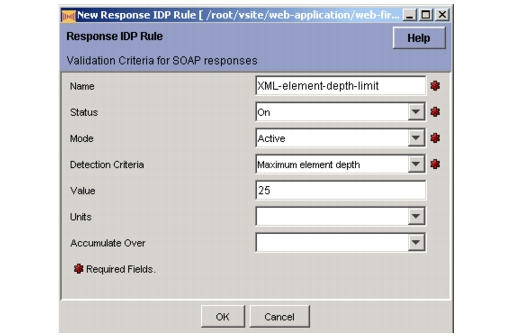 New Response IDP Rule [ /root/vsite/web-application/web-fir...
Response IDP Rule
Help
Validation Criteria for SOAP responses
Name XML-element-depth-limit
Status On
Mode Active
Detection Criteria Maximum element depth
Value 25
Units
Accumulate Over
Required Fields.
OK Cancel